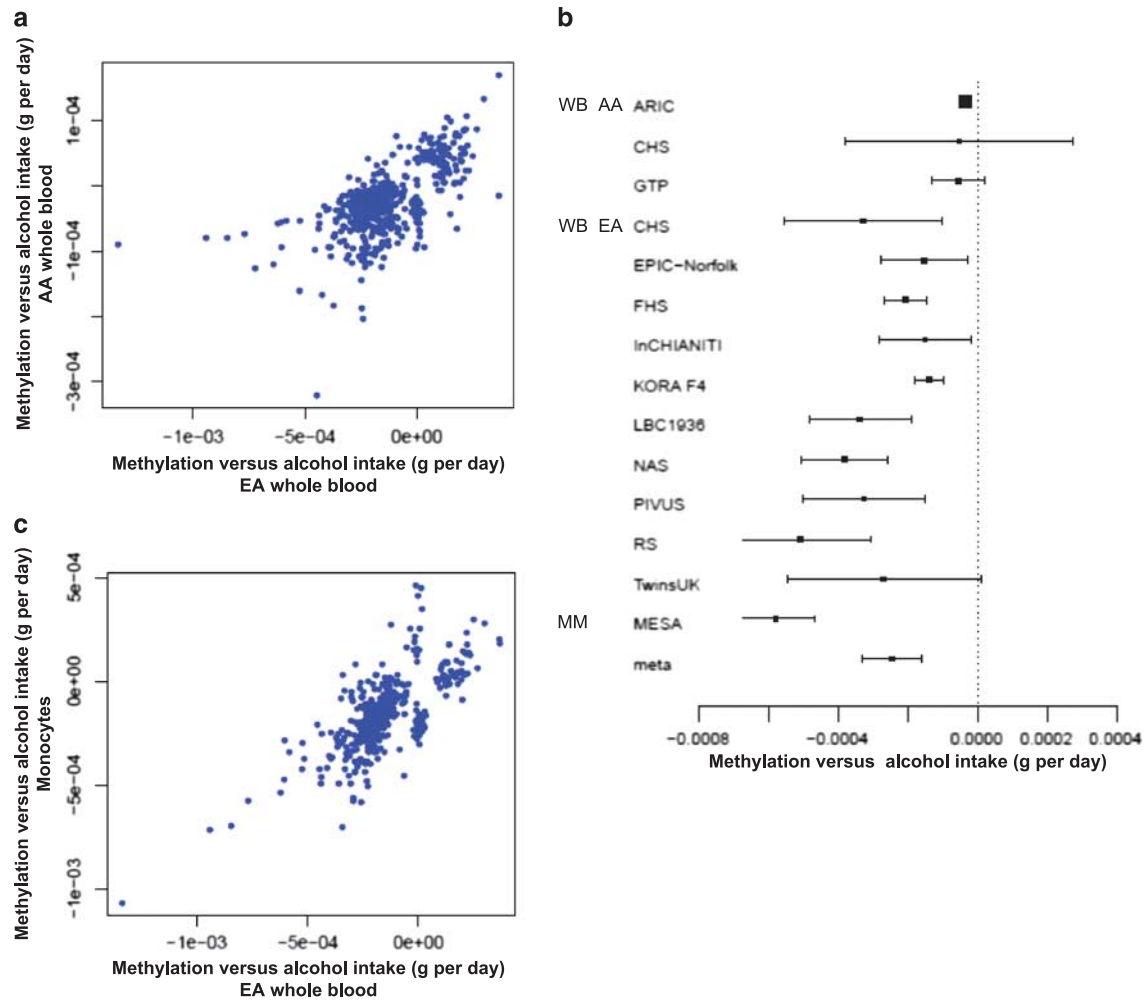 a
Methylation versus alcohol intake (g per day)
AA whole blood
1e−04
−1e−04
−3e−04
−1e−03 −5e−04 0e+00
Methylation versus alcohol intake (g per day)
EA whole blood
b
WB AA ARIC
CHS
GTP
WB EA CHS
EPIC−Norfolk
FHS
InCHIANITI
KORA F4
LBC1936
NAS
PIVUS
RS
TwinsUK
MM MESA
meta
−0.0008 −0.0004 0.0000 0.0002 0.0004
Methylation versus alcohol intake (g per day)
c
Methylation versus alcohol intake (g per day)
Monocytes
5e−04
0e+00
−5e−04
−1e−03
−1e−03 −5e−04 0e+00
Methylation versus alcohol intake (g per day)
EA whole blood